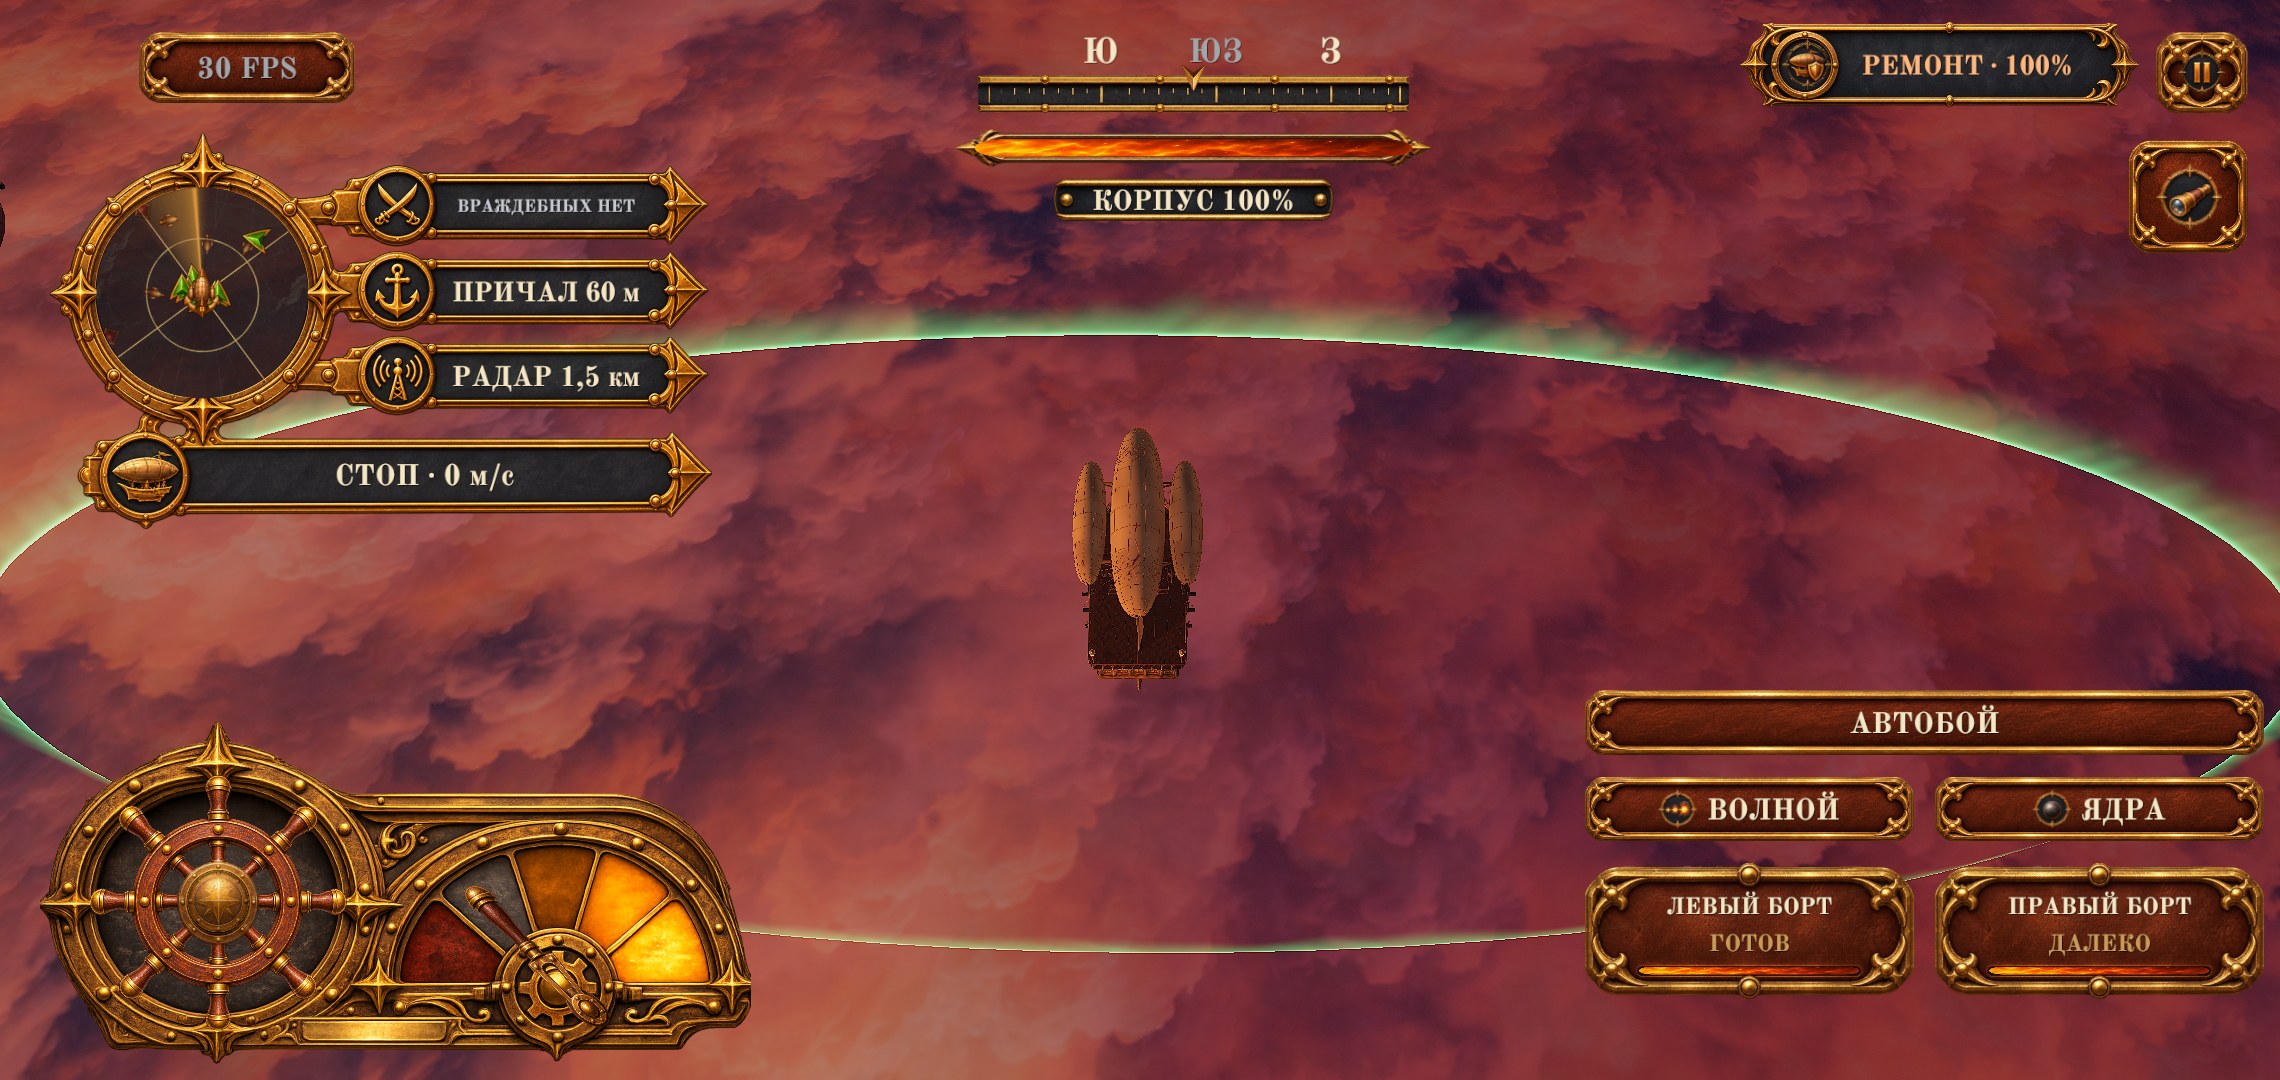 30 FPS
Ю ЮЗ З
РЕМОНТ · 100%
КОРПУС 100%
ВРАЖДЕБНЫХ НЕТ
ПРИЧАЛ 60 м
РАДАР 1,5 км
СТОП · 0 м/с
АВТОБОЙ
ВОЛНОЙ
ЯДРА
ЛЕВЫЙ БОРТ
ГОТОВ
ПРАВЫЙ БОРТ
ДАЛЕКО